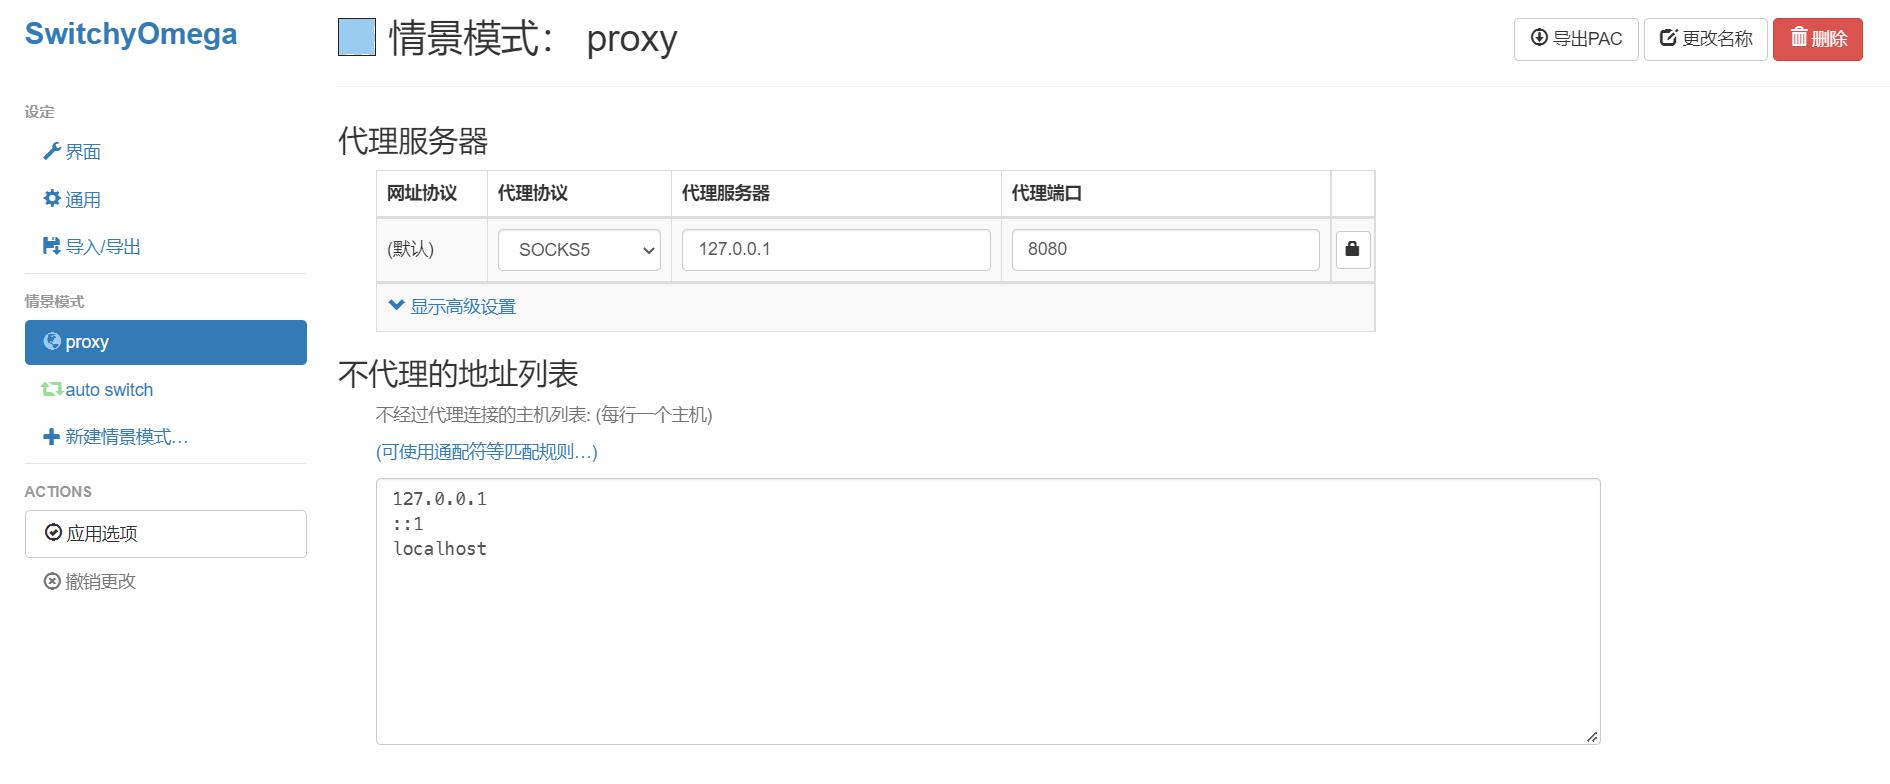 SwitchyOmega
设定
界面
通用
导入/导出
情景模式
proxy
auto switch
新建情景模式…
ACTIONS
应用选项
撤销更改
情景模式： proxy
导出PAC 更改名称 删除
代理服务器
网址协议 代理协议 代理服务器 代理端口
(默认) SOCKS5 127.0.0.1 8080
显示高级设置
不代理的地址列表
不经过代理连接的主机列表: (每行一个主机)
(可使用通配符等匹配规则…)
127.0.0.1
::1
localhost